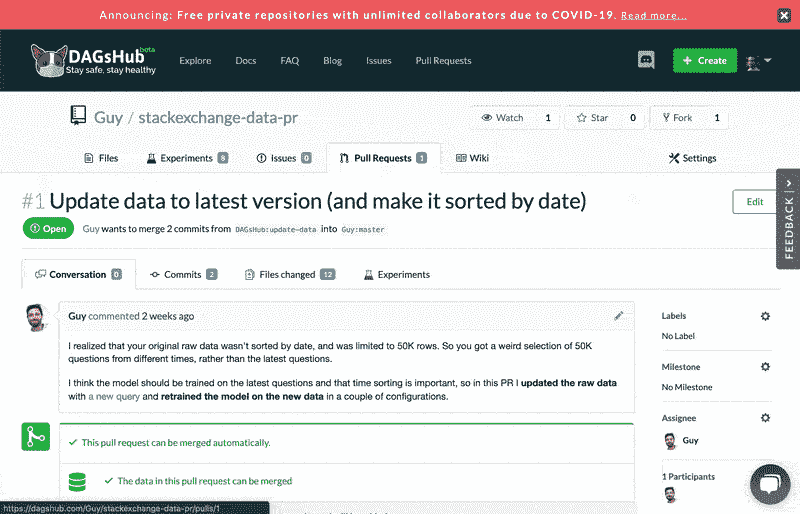 Announcing: Free private repositories with unlimited collaborators due to COVID-19. Read more...
DAGsHub beta
Stay safe, stay healthy
Explore Docs FAQ Blog Issues Pull Requests + Create
Guy / stackexchange-data-pr
Watch 1 Star 0 Fork 1
Files Experiments 8 Issues 0 Pull Requests 1 Wiki Settings
#1 Update data to latest version (and make it sorted by date)
Edit
FEEDBACK
Open Guy wants to merge 2 commits from DAGsHub:update-data into Guy:master
Conversation 0 Commits 2 Files changed 12 Experiments
Guy commented 2 weeks ago
I realized that your original raw data wasn't sorted by date, and was limited to 50K rows. So you got a weird selection of 50K
questions from different times, rather than the latest questions.
I think the model should be trained on the latest questions and that time sorting is important, so in this PR I updated the raw data
with a new query and retrained the model on the new data in a couple of configurations.
This pull request can be merged automatically.
The data in this pull request can be merged
Labels
No Label
Milestone
No Milestone
Assignee
Guy
1 Participants
https://dagshub.com/Guy/stackexchange-data-pr/pulls/1